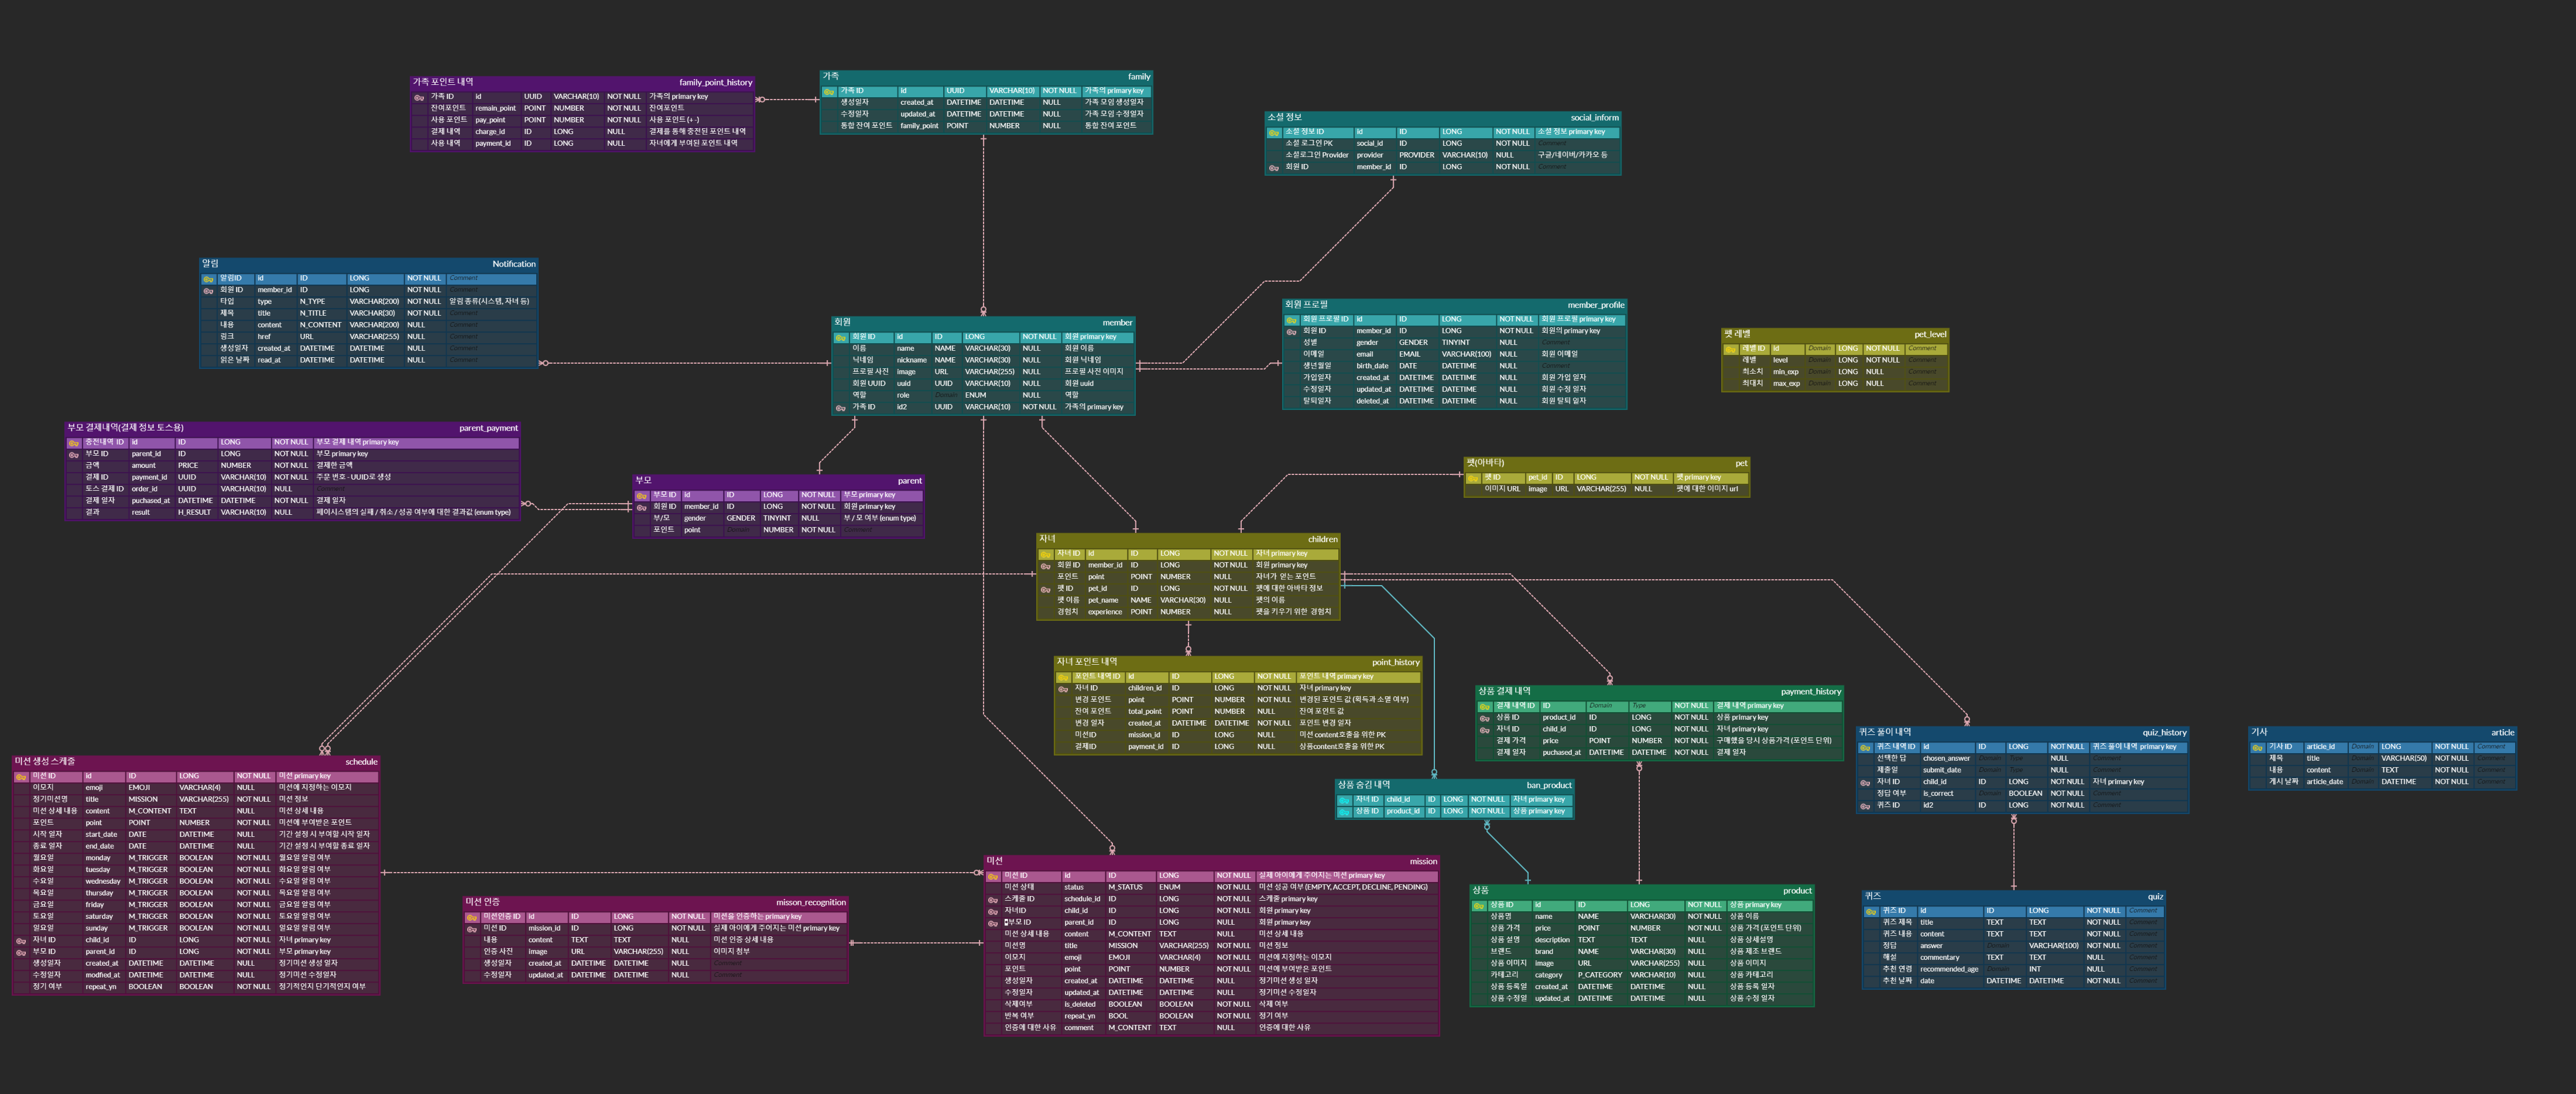 가족 포인트 내역 family_point_history
가족 ID id UUID VARCHAR(10) NOT NULL 가족의 primary key
잔여포인트 remain_point POINT NUMBER NOT NULL 잔여포인트
사용 포인트 pay_point POINT NUMBER NOT NULL 사용 포인트 (+ -)
결제 내역 charge_id ID LONG NULL 결제를 통해 충전된 포인트 내역
사용 내역 payment_id ID LONG NULL 자녀에게 부여된 포인트 내역
가족 family
가족 ID id UUID VARCHAR(10) NOT NULL 가족의 primary key
생성일자 created_at DATETIME DATETIME NULL 가족 모임 생성일자
수정일자 updated_at DATETIME DATETIME NULL 가족 모임 수정일자
통합 잔여 포인트 family_point POINT NUMBER NULL 통합 잔여 포인트
소셜 정보 social_inform
소셜 정보 ID id ID LONG NOT NULL 소셜 정보 primary key
소셜 로그인 PK social_id ID LONG NOT NULL Comment
소셜로그인 Provider provider PROVIDER VARCHAR(10) NULL 구글/네이버/카카오 등
회원 ID member_id ID LONG NOT NULL Comment
알림 Notification
알림ID id ID LONG NOT NULL Comment
회원 ID member_id ID LONG NOT NULL Comment
타입 type N_TYPE VARCHAR(200) NOT NULL 알림 종류(시스템, 자녀 등)
제목 title N_TITLE VARCHAR(30) NOT NULL Comment
내용 content N_CONTENT VARCHAR(200) NULL Comment
링크 href URL VARCHAR(255) NULL Comment
생성일자 created_at DATETIME DATETIME NULL Comment
읽은 날짜 read_at DATETIME DATETIME NULL Comment
회원 member
회원 ID id ID LONG NOT NULL 회원 primary key
이름 name NAME VARCHAR(30) NULL 회원 이름
닉네임 nickname NAME VARCHAR(30) NULL 회원 닉네임
프로필 사진 image URL VARCHAR(255) NULL 프로필 사진 이미지
회원 UUID uuid UUID VARCHAR(10) NULL 회원 uuid
역할 role Domain ENUM NULL 역할
가족 ID id2 UUID VARCHAR(10) NOT NULL 가족의 primary key
회원 프로필 member_profile
회원 프로필 ID id ID LONG NOT NULL 회원 프로필 primary key
회원 ID member_id ID LONG NOT NULL 회원의 primary key
성별 gender GENDER TINYINT NULL Comment
이메일 email EMAIL VARCHAR(100) NULL 회원 이메일
생년월일 birth_date DATE DATETIME NULL Comment
가입일자 created_at DATETIME DATETIME NULL 회원 가입 일자
수정일자 updated_at DATETIME DATETIME NULL 회원 수정 일자
탈퇴일자 deleted_at DATETIME DATETIME NULL 회원 탈퇴 일자
펫 레벨 pet_level
레벨 ID id Domain LONG NOT NULL Comment
레벨 level Domain LONG NOT NULL Comment
최소치 min_exp Domain LONG NULL Comment
최대치 max_exp Domain LONG NULL Comment
부모 결제내역(결제 정보 토스용) parent_payment
충전내역 ID id ID LONG NOT NULL 부모 결제 내역 primary key
부모 ID parent_id ID LONG NOT NULL 부모 primary key
금액 amount PRICE NUMBER NOT NULL 결제한 금액
결제 ID payment_id UUID VARCHAR(10) NOT NULL 주문 번호 - UUID로 생성
토스 결제 ID order_id UUID VARCHAR(10) NULL Comment
결제 일자 puchased_at DATETIME DATETIME NOT NULL 결제 일자
결과 result H_RESULT VARCHAR(10) NULL 페이시스템의 실패 / 취소 / 성공 여부에 대한 결과값 (enum type)
부모 parent
부모 ID id ID LONG NOT NULL 부모 primary key
회원 ID member_id ID LONG NOT NULL 회원 primary key
부/모 gender GENDER TINYINT NULL 부 / 모 여부 (enum type)
포인트 point Domain NUMBER NOT NULL Comment
펫(아바타) pet
펫 ID pet_id ID LONG NOT NULL 펫 primary key
이미지 URL image URL VARCHAR(255) NULL 펫에 대한 이미지 url
자녀 children
자녀 ID id ID LONG NOT NULL 자녀 primary key
회원 ID member_id ID LONG NOT NULL 회원 primary key
포인트 point POINT NUMBER NULL 자녀가 얻는 포인트
펫 ID pet_id ID LONG NOT NULL 펫에 대한 아바타 정보
펫 이름 pet_name NAME VARCHAR(30) NULL 펫의 이름
경험치 experience POINT NUMBER NULL 펫을 키우기 위한 경험치
자녀 포인트 내역 point_history
포인트 내역 ID id ID LONG NOT NULL 포인트 내역 primary key
자녀 ID children_id ID LONG NOT NULL 자녀 primary key
변경 포인트 point POINT NUMBER NOT NULL 변경된 포인트 값 (획득과 소멸 여부)
잔여 포인트 total_point POINT NUMBER NULL 잔여 포인트 값
변경 일자 created_at DATETIME DATETIME NOT NULL 포인트 변경 일자
미션ID mission_id ID LONG NULL 미션 content호출을 위한 PK
결제ID payment_id ID LONG NULL 상품content호출을 위한 PK
상품 결제 내역 payment_history
결제 내역 ID ID Domain Type NOT NULL 결제 내역 primary key
상품 ID product_id ID LONG NOT NULL 상품 primary key
자녀 ID child_id ID LONG NOT NULL 자녀 primary key
결제 가격 price POINT NUMBER NOT NULL 구매했을 당시 상품가격 (포인트 단위)
결제 일자 puchased_at DATETIME DATETIME NOT NULL 결제 일자
퀴즈 풀이 내역 quiz_history
퀴즈 내역 ID id ID LONG NOT NULL 퀴즈 풀이 내역 primary key
선택한 답 chosen_answer Domain Type NULL Comment
제출일 submit_date Domain Type NULL Comment
자녀 ID child_id ID LONG NOT NULL 자녀 primary key
정답 여부 is_correct Domain BOOLEAN NOT NULL Comment
퀴즈 ID id2 ID LONG NOT NULL Comment
기사 article
기사 ID article_id Domain LONG NOT NULL Comment
제목 title Domain VARCHAR(50) NOT NULL Comment
내용 content Domain TEXT NOT NULL Comment
게시 날짜 article_date Domain DATETIME NOT NULL Comment
미션 생성 스케줄 schedule
미션 ID id ID LONG NOT NULL 미션 primary key
이모지 emoji EMOJI VARCHAR(4) NULL 미션에 지정하는 이모지
정기미션명 title MISSION VARCHAR(255) NOT NULL 미션 정보
미션 상세 내용 content M_CONTENT TEXT NULL 미션 상세 내용
포인트 point POINT NUMBER NOT NULL 미션에 부여받은 포인트
시작 일자 start_date DATE DATETIME NULL 기간 설정 시 부여할 시작 일자
종료 일자 end_date DATE DATETIME NULL 기간 설정 시 부여할 종료 일자
월요일 monday M_TRIGGER BOOLEAN NOT NULL 월요일 알림 여부
화요일 tuesday M_TRIGGER BOOLEAN NOT NULL 화요일 알림 여부
수요일 wednesday M_TRIGGER BOOLEAN NOT NULL 수요일 알림 여부
목요일 thursday M_TRIGGER BOOLEAN NOT NULL 목요일 알림 여부
금요일 friday M_TRIGGER BOOLEAN NOT NULL 금요일 알림 여부
토요일 saturday M_TRIGGER BOOLEAN NOT NULL 토요일 알림 여부
일요일 sunday M_TRIGGER BOOLEAN NOT NULL 일요일 알림 여부
자녀 ID child_id ID LONG NOT NULL 자녀 primary key
부모 ID parent_id ID LONG NOT NULL 부모 primary key
생성일자 created_at DATETIME DATETIME NULL 정기미션 생성 일자
수정일자 modfied_at DATETIME DATETIME NULL 정기미션 수정일자
정기 여부 repeat_yn BOOLEAN BOOLEAN NOT NULL 정기적인지 단기적인지 여부
상품 숨김 내역 ban_product
자녀 ID child_id ID LONG NOT NULL 자녀 primary key
상품 ID product_id ID LONG NOT NULL 상품 primary key
미션 인증 misson_recognition
미션인증 ID id ID LONG NOT NULL 미션을 인증하는 primary key
미션 ID mission_id ID LONG NOT NULL 실제 아이에게 주어지는 미션 primary key
내용 content TEXT TEXT NULL 미션 인증 상세 내용
인증 사진 image URL VARCHAR(255) NULL 이미지 첨부
생성일자 created_at DATETIME DATETIME NULL Comment
수정일자 updated_at DATETIME DATETIME NULL Comment
미션 mission
미션 ID id ID LONG NOT NULL 실제 아이에게 주어지는 미션 primary key
미션 상태 status M_STATUS ENUM NOT NULL 미션 성공 여부 (EMPTY, ACCEPT, DECLINE, PENDING)
스케줄 ID schedule_id ID LONG NOT NULL 스케줄 primary key
자녀ID child_id ID LONG NOT NULL 회원 primary key
부모 ID parent_id ID LONG NULL 회원 primary key
미션 상세 내용 content M_CONTENT TEXT NULL 미션 상세 내용
미션명 title MISSION VARCHAR(255) NOT NULL 미션 정보
이모지 emoji EMOJI VARCHAR(4) NOT NULL 미션에 지정하는 이모지
포인트 point POINT NUMBER NOT NULL 미션에 부여받은 포인트
생성일자 created_at DATETIME DATETIME NULL 정기미션 생성 일자
수정일자 updated_at DATETIME DATETIME NULL 정기미션 수정일자
삭제여부 is_deleted BOOLEAN BOOLEAN NOT NULL 삭제 여부
반복 여부 repeat_yn BOOL BOOLEAN NOT NULL 정기 여부
인증에 대한 사유 comment M_CONTENT TEXT NULL 인증에 대한 사유
상품 product
상품 ID id ID LONG NOT NULL 상품 primary key
상품명 name NAME VARCHAR(30) NOT NULL 상품 이름
상품 가격 price POINT NUMBER NOT NULL 상품 가격 (포인트 단위)
상품 설명 description TEXT TEXT NULL 상품 상세설명
브랜드 brand NAME VARCHAR(30) NULL 상품 제조 브랜드
상품 이미지 image URL VARCHAR(255) NULL 상품 이미지
카테고리 category P_CATEGORY VARCHAR(10) NULL 상품 카테고리
상품 등록일 created_at DATETIME DATETIME NULL 상품 등록 일자
상품 수정일 updated_at DATETIME DATETIME NULL 상품 수정 일자
퀴즈 quiz
퀴즈 ID id ID LONG NOT NULL Comment
퀴즈 제목 title TEXT TEXT NOT NULL Comment
퀴즈 내용 content TEXT TEXT NOT NULL Comment
정답 answer Domain VARCHAR(100) NOT NULL Comment
해설 commentary TEXT TEXT NULL Comment
추천 연령 recommended_age Domain INT NULL Comment
추천 날짜 date DATETIME DATETIME NOT NULL Comment